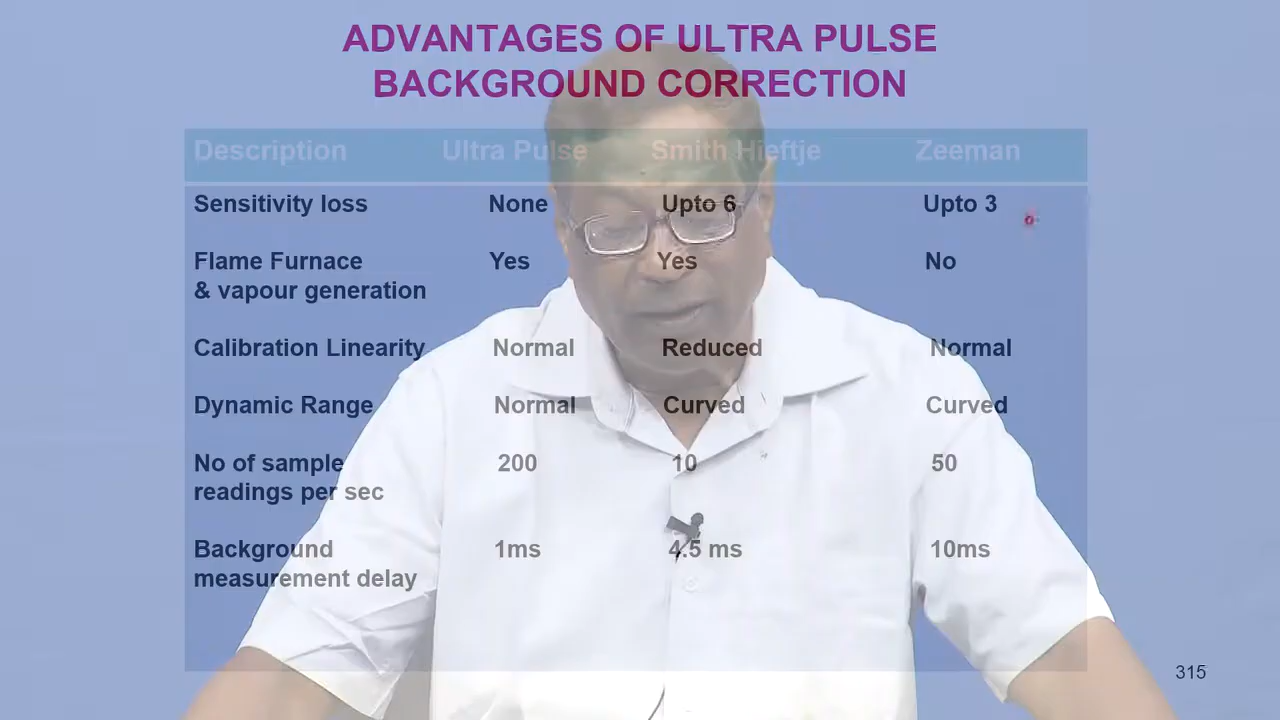 ADVANTAGES OF ULTRA PULSE
BACKGROUND CORRECTION
Description Ultra Pulse Smith Hieftje Zeeman
Sensitivity loss None Upto 6 Upto 3
Flame Furnace Yes Yes No
& vapour generation
Calibration Linearity Normal Reduced Normal
Dynamic Range Normal Curved Curved
No of sample 200 10 50
readings per sec
Background 1ms 4.5 ms 10ms
measurement delay
315